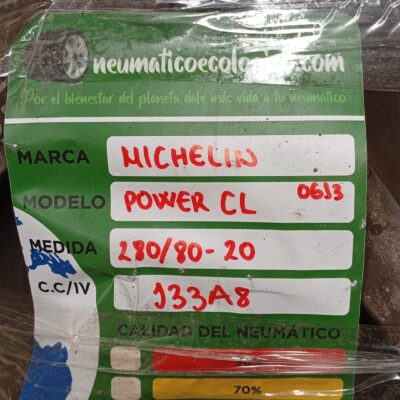 neumaticoecolo .com
Por el bienestar del planeta dale más vida a tu neumático
MARCA MICHELIN
MODELO POWER CL 0613
MEDIDA 280/80-20
C.C/IV 133A8
CALIDAD DEL NEUMÁTICO
70%